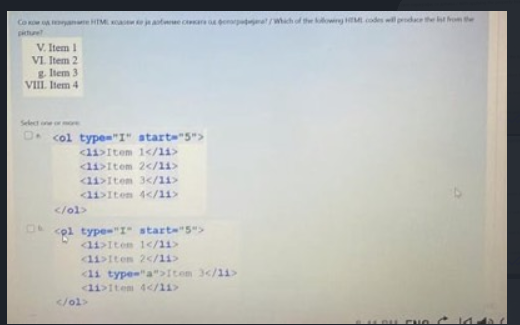 Со кои од понудените HTML кодови ќе ја добиеме сликата од фотографијата? / Which of the following HTML codes will produce the list from the
picture?
V. Item 1
VI. Item 2
g. Item 3
VIII. Item 4
Select one or more:
a. <ol type="I" start="5">
<li>Item 1</li>
<li>Item 2</li>
<li>Item 3</li>
<li>Item 4</li>
</ol>
b. <ol type="I" start="5">
<li>Item 1</li>
<li>Item 2</li>
<li type="a">Item 3</li>
<li>Item 4</li>
</ol>